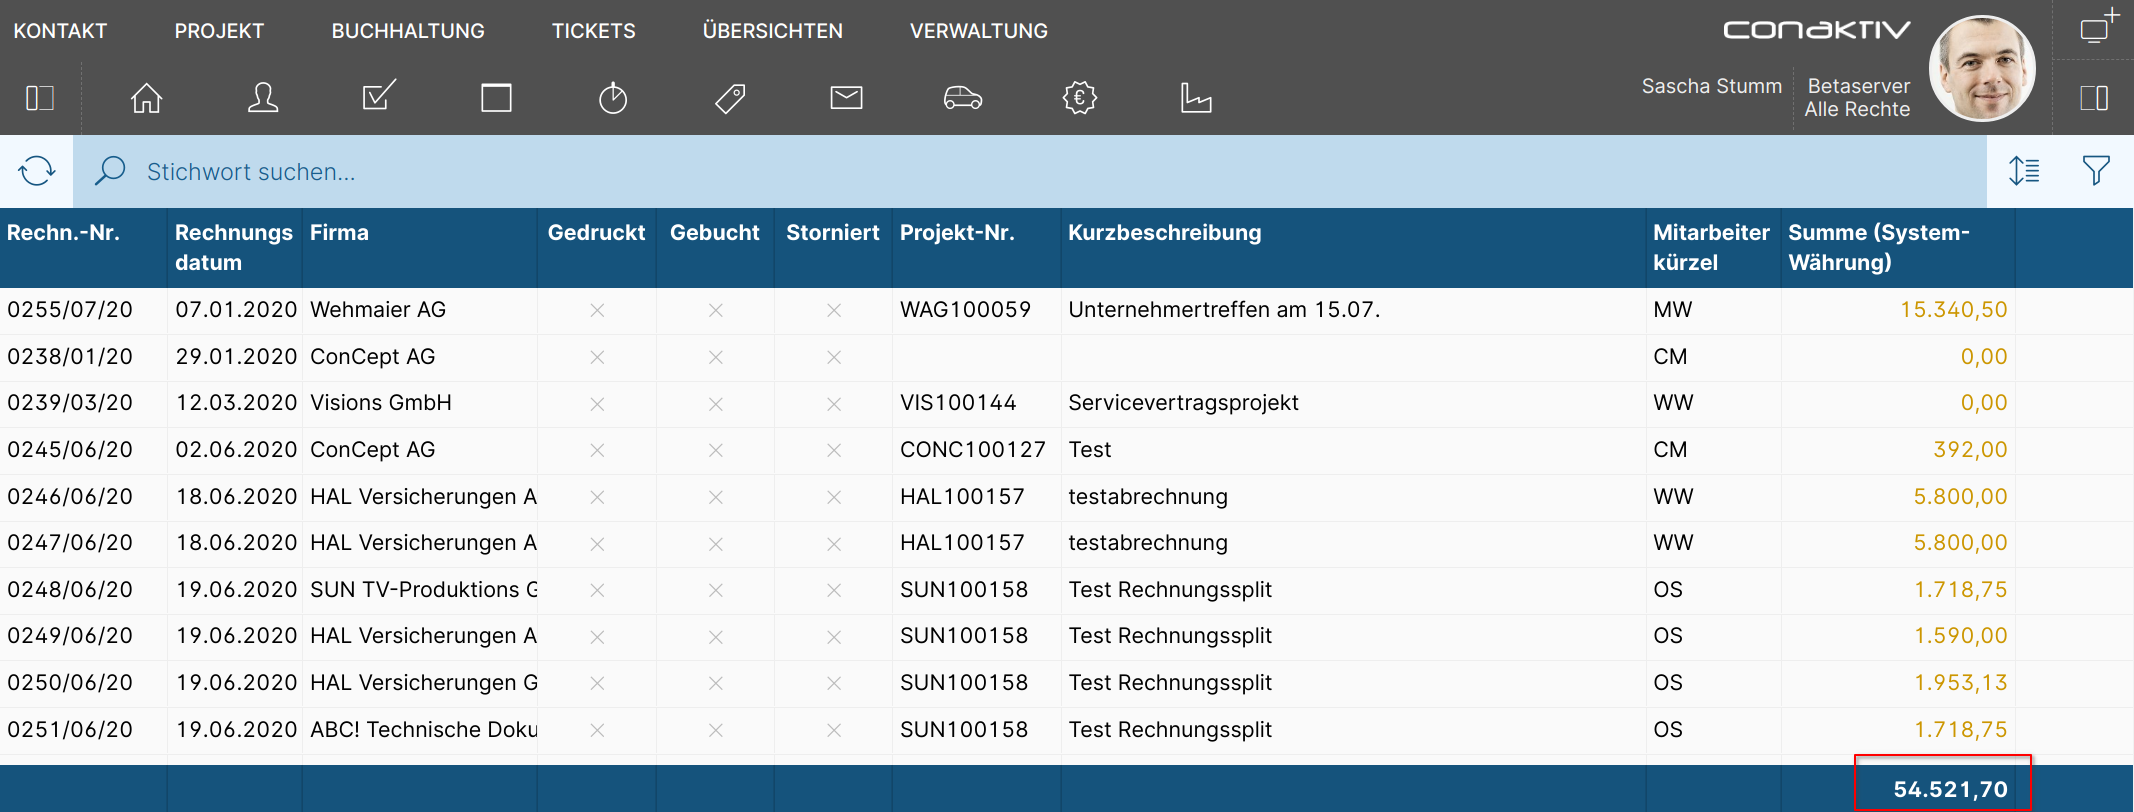 KONTAKT PROJEKT BUCHHALTUNG TICKETS ÜBERSICHTEN VERWALTUNG
conaktiv
Sascha Stumm Betaserver
Alle Rechte
Stichwort suchen...
Rechn.-Nr. Rechnungs Firma Gedruckt Gebucht Storniert Projekt-Nr. Kurzbeschreibung Mitarbeiter Summe (System-
datum kürzel Währung)
0255/07/20 07.01.2020 Wehmaier AG WAG100059 Unternehmertreffen am 15.07. MW 15.340,50
0238/01/20 29.01.2020 ConCept AG CM 0,00
0239/03/20 12.03.2020 Visions GmbH VIS100144 Servicevertragsprojekt WW 0,00
0245/06/20 02.06.2020 ConCept AG CONC100127 Test CM 392,00
0246/06/20 18.06.2020 HAL Versicherungen A HAL100157 testabrechnung WW 5.800,00
0247/06/20 18.06.2020 HAL Versicherungen A HAL100157 testabrechnung WW 5.800,00
0248/06/20 19.06.2020 SUN TV-Produktions G SUN100158 Test Rechnungssplit OS 1.718,75
0249/06/20 19.06.2020 HAL Versicherungen A SUN100158 Test Rechnungssplit OS 1.590,00
0250/06/20 19.06.2020 HAL Versicherungen G SUN100158 Test Rechnungssplit OS 1.953,13
0251/06/20 19.06.2020 ABC! Technische Doku SUN100158 Test Rechnungssplit OS 1.718,75
54.521,70